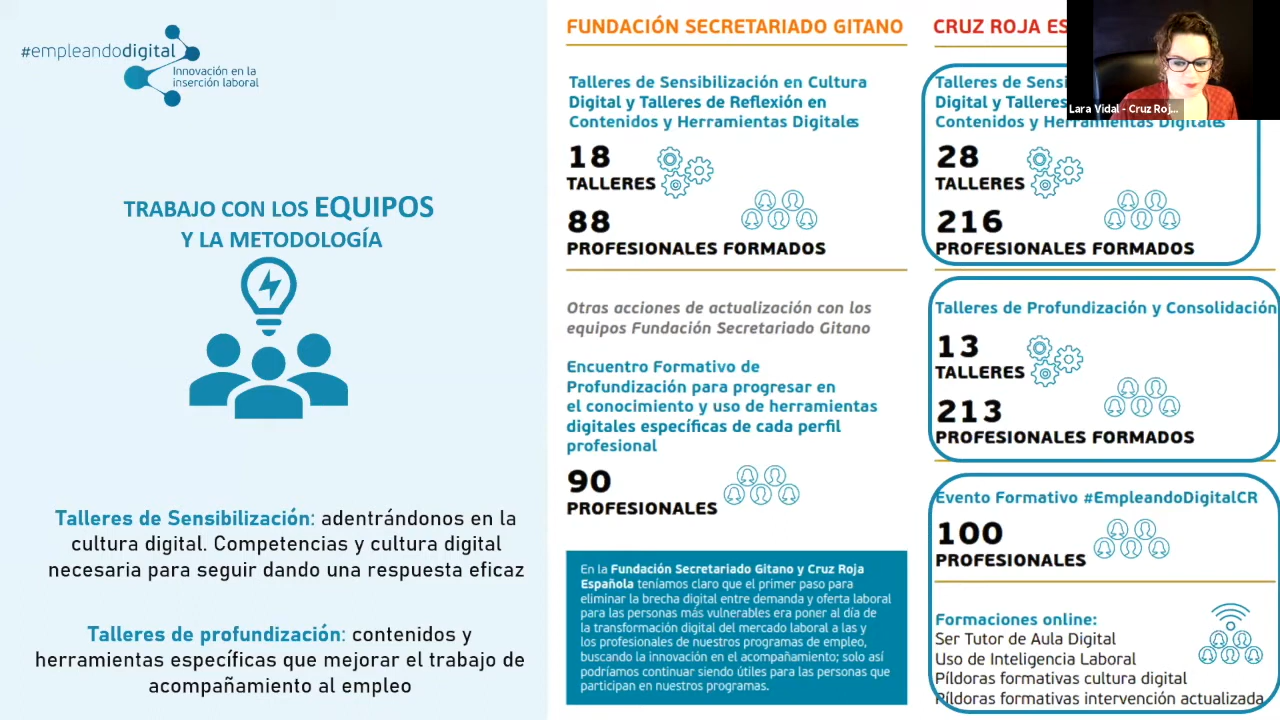 #empleandodigital
Innovación en la
inserción laboral
TRABAJO CON LOS EQUIPOS
Y LA METODOLOGÍA
Talleres de Sensibilización: adentrándonos en la
cultura digital. Competencias y cultura digital
necesaria para seguir dando una respuesta eficaz
Talleres de profundización: contenidos y
herramientas específicas que mejorar el trabajo de
acompañamiento al empleo
FUNDACIÓN SECRETARIADO GITANO
Talleres de Sensibilización en Cultura
Digital y Talleres de Reflexión en
Contenidos y Herramientas Digitales
18
TALLERES
88
PROFESIONALES FORMADOS
Otras acciones de actualización con los
equipos Fundación Secretariado Gitano
Encuentro Formativo de
Profundización para progresar en
el conocimiento y uso de herramientas
digitales específicas de cada perfil
profesional
90
PROFESIONALES
En la Fundación Secretariado Gitano y Cruz Roja
Española teníamos claro que el primer paso para
eliminar la brecha digital entre demanda y oferta laboral
para las personas más vulnerables era poner al día de
la transformación digital del mercado laboral a las y
los profesionales de nuestros programas de empleo,
buscando la innovación en el acompañamiento; solo así
podríamos continuar siendo útiles para las personas que
participan en nuestros programas.
CRUZ ROJA ES
Talleres de Sensi
Digital y Talleres
Contenidos y Herramientas Digitales
28
TALLERES
216
PROFESIONALES FORMADOS
Talleres de Profundización y Consolidación
13
TALLERES
213
PROFESIONALES FORMADOS
Evento Formativo #EmpleandoDigitalCR
100
PROFESIONALES
Formaciones online:
Ser Tutor de Aula Digital
Uso de Inteligencia Laboral
Píldoras formativas cultura digital
Píldoras formativas intervención actualizada
Lara Vidal - Cruz Roj...